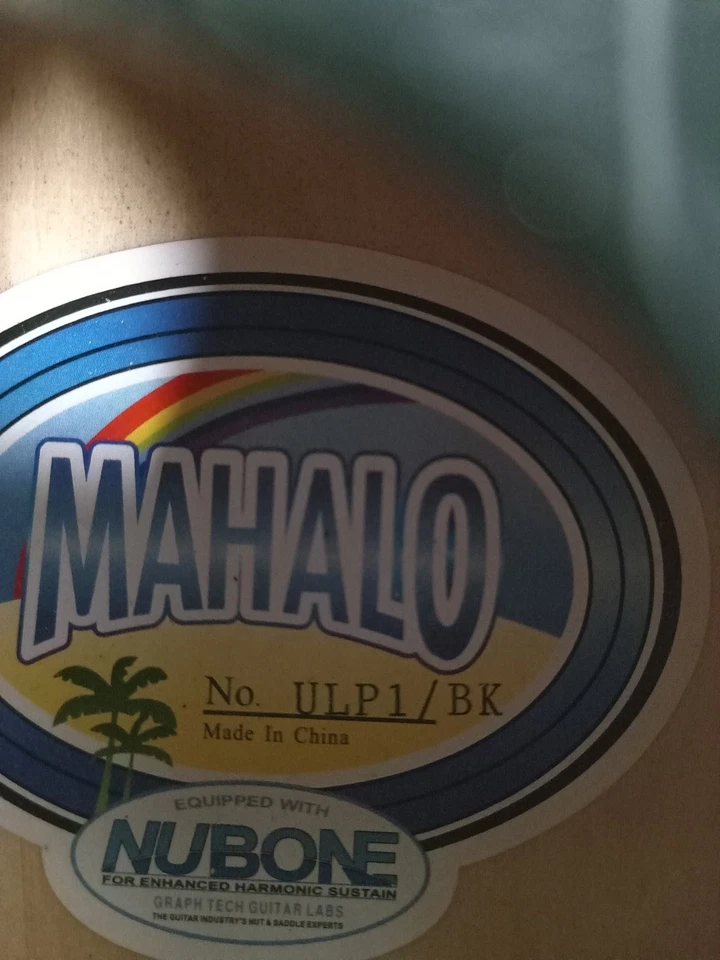 MAHALO
No. ULP1/BK
Made In China
EQUIPPED WITH
NUBONE
FOR ENHANCED HARMONIC SUSTAIN
GRAPH TECH GUITAR LABS
THE GUITAR INDUSTRY'S NUT & SADDLE EXPERTS